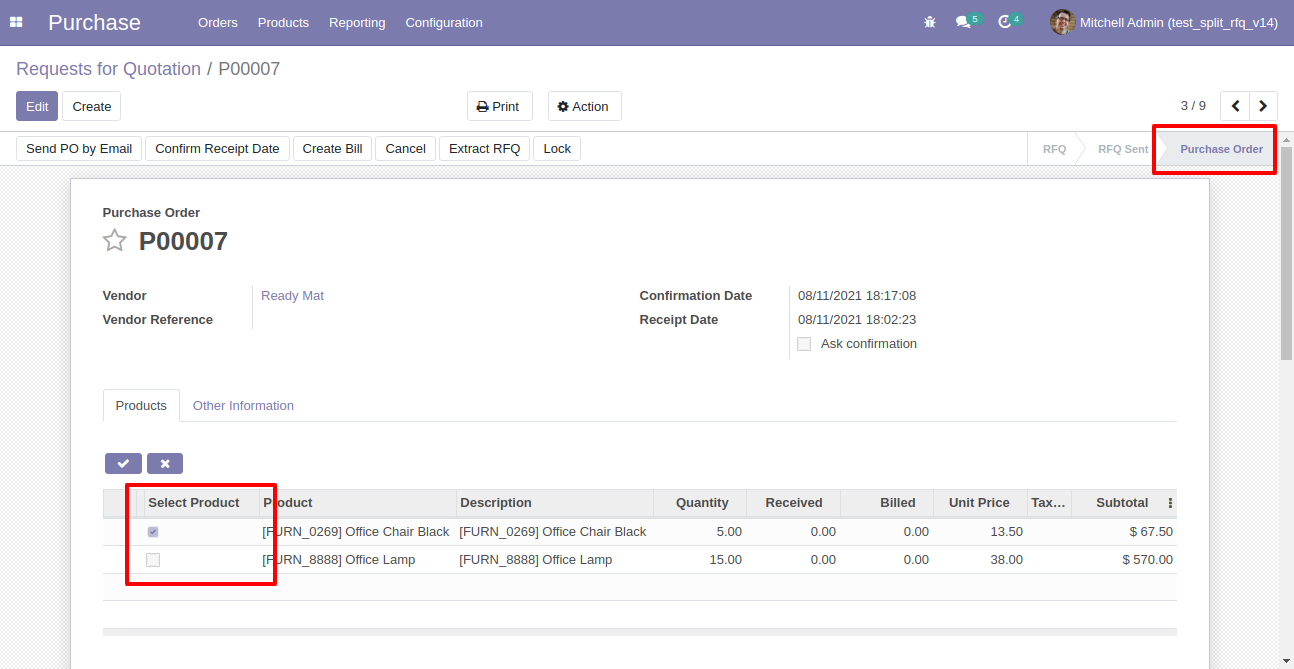 Purchase Orders Products Reporting Configuration 5 4 Mitchell Admin (test_split_rfq_v14)
Requests for Quotation / P00007
Edit Create Print Action 3 / 9
Send PO by Email Confirm Receipt Date Create Bill Cancel Extract RFQ Lock RFQ RFQ Sent Purchase Order
Purchase Order
P00007
Vendor Ready Mat Confirmation Date 08/11/2021 18:17:08
Vendor Reference Receipt Date 08/11/2021 18:02:23
Ask confirmation
Products Other Information
Select Product Product Description Quantity Received Billed Unit Price Tax... Subtotal
[FURN_0269] Office Chair Black [FURN_0269] Office Chair Black 5.00 0.00 0.00 13.50 $ 67.50
[FURN_8888] Office Lamp [FURN_8888] Office Lamp 15.00 0.00 0.00 38.00 $ 570.00